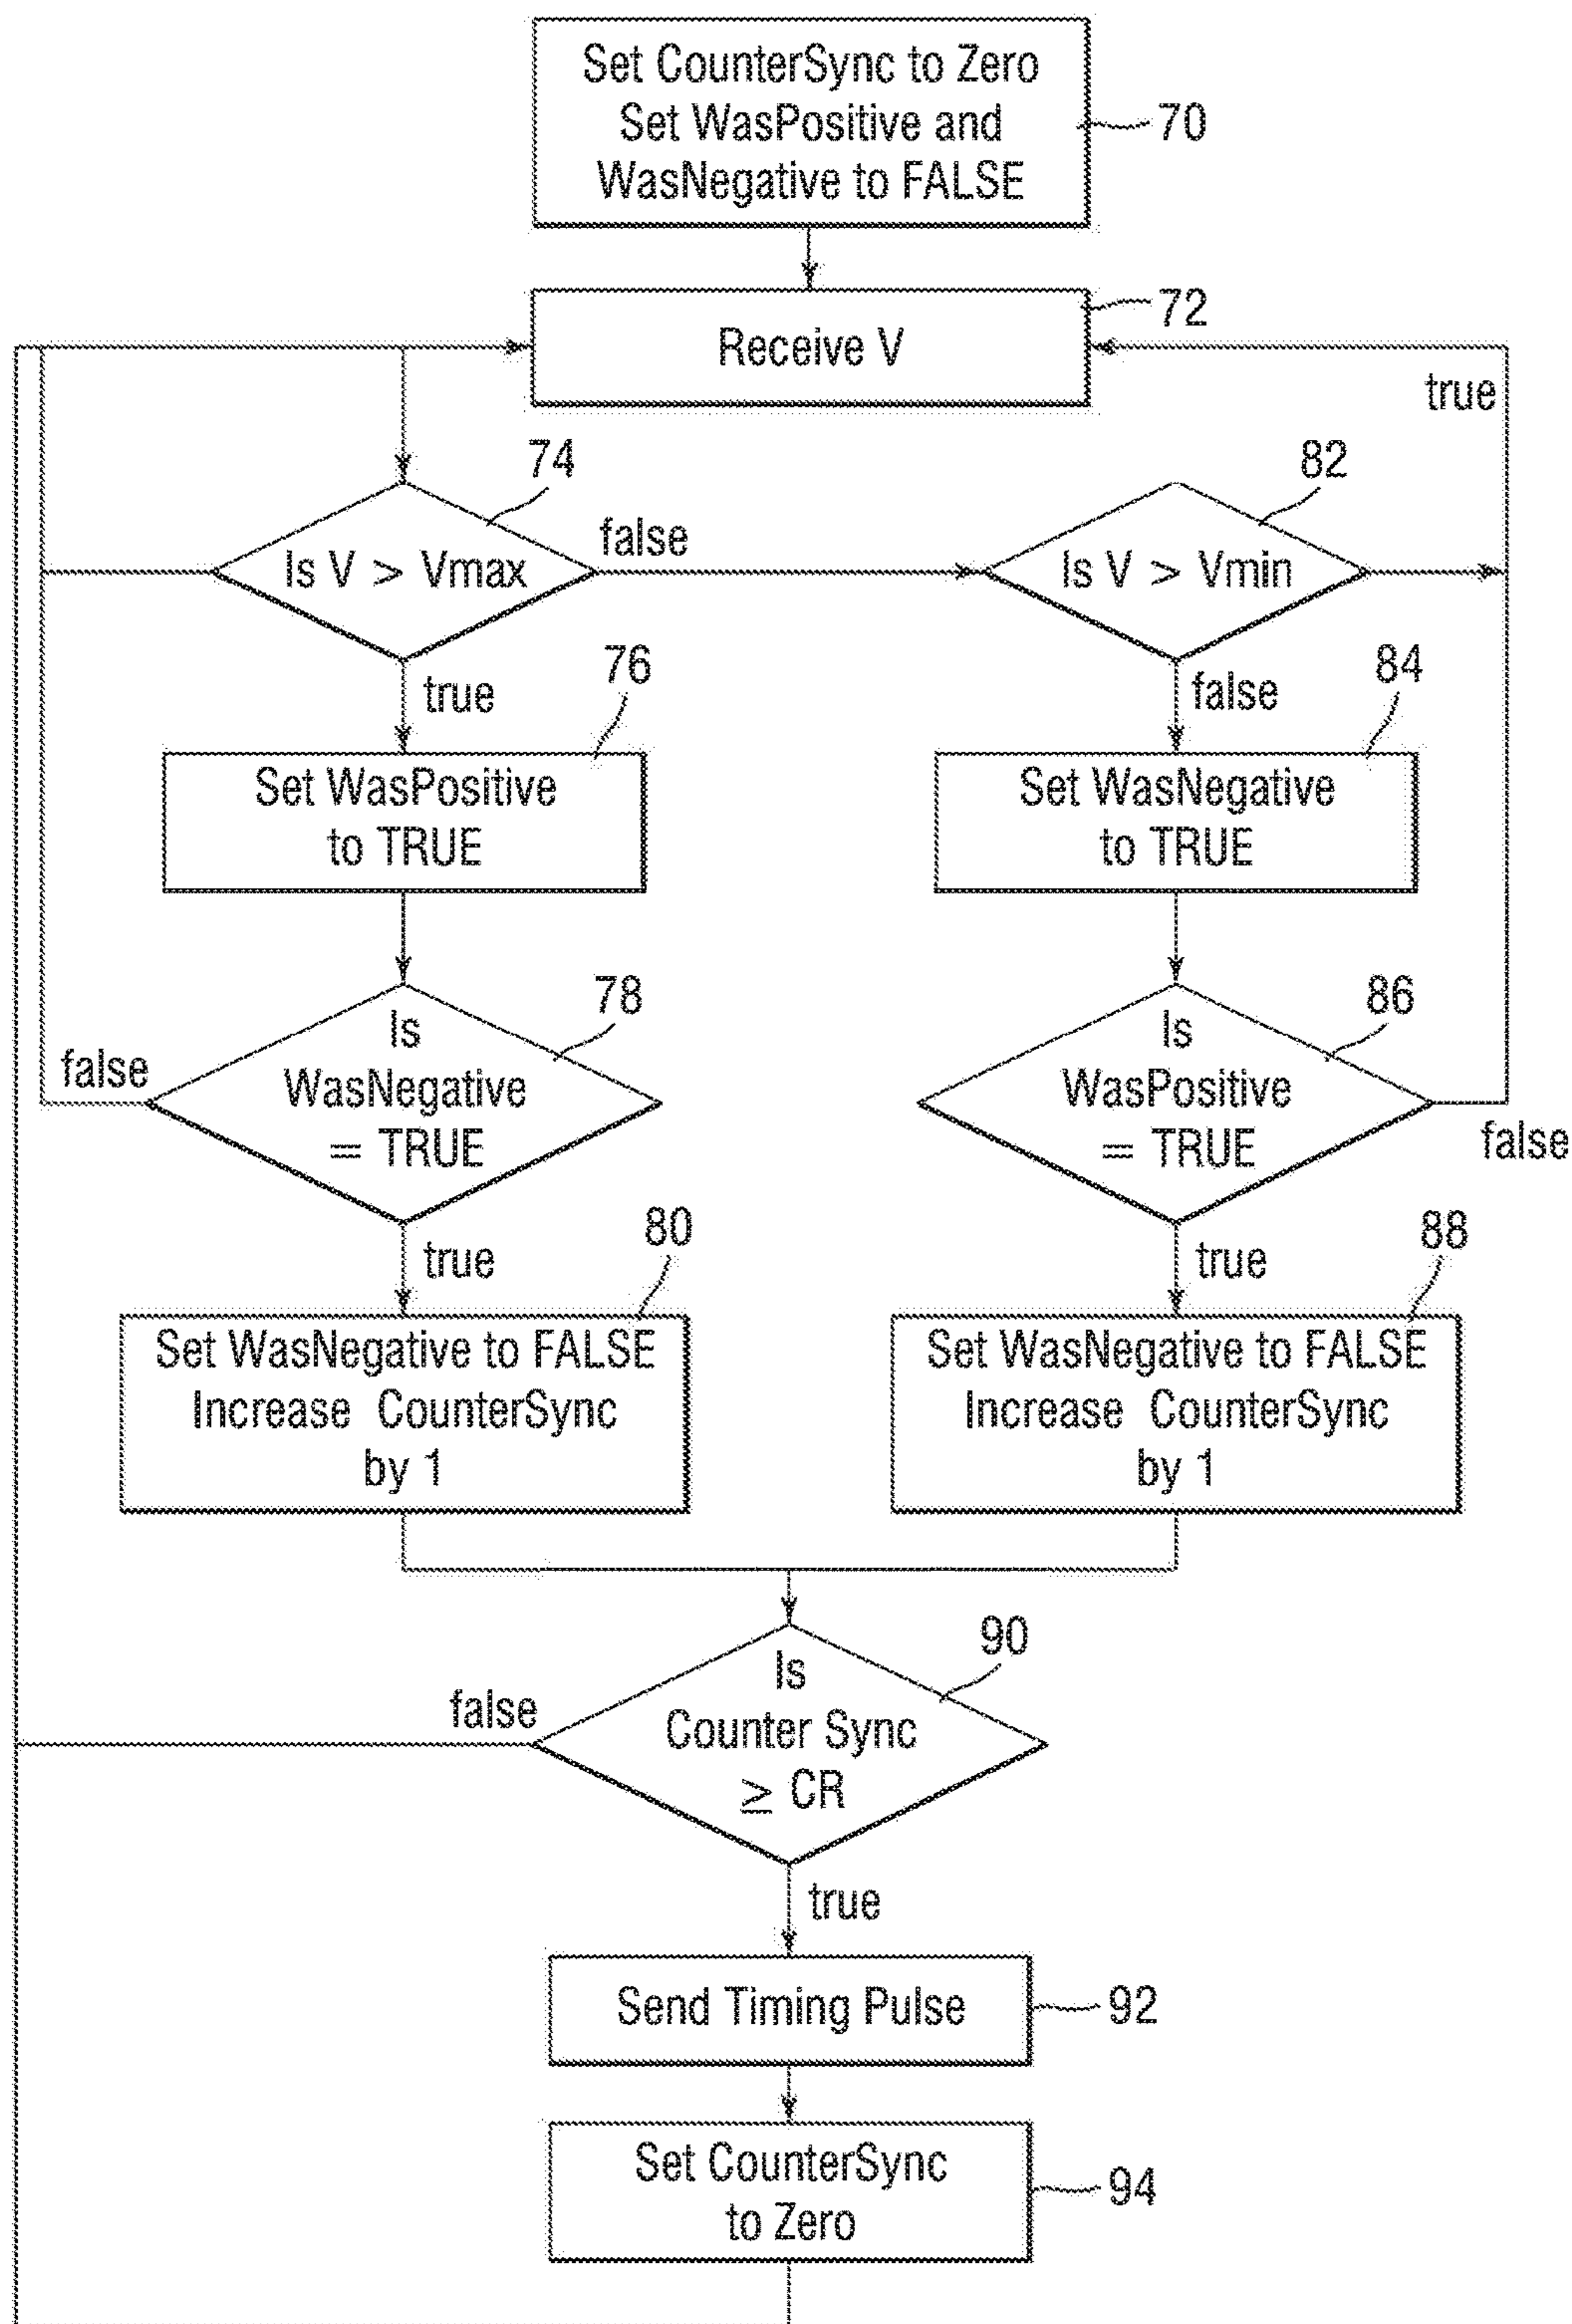 Set CounterSync to Zero
Set WasPositive and
WasNegative to FALSE
70
72
Receive V
true
74
82
false
Is V > Vmax
Is V > Vmin
76
84
true
false
Set WasPositive
to TRUE
Set WasNegative
to TRUE
78
86
Is
WasNegative
= TRUE
Is
WasPositive
= TRUE
false
false
80
88
true
true
Set WasNegative to FALSE
Increase CounterSync
by 1
Set WasNegative to FALSE
Increase CounterSync
by 1
90
Is
Counter Sync
≥ CR
false
true
Send Timing Pulse
92
Set CounterSync
to Zero
94